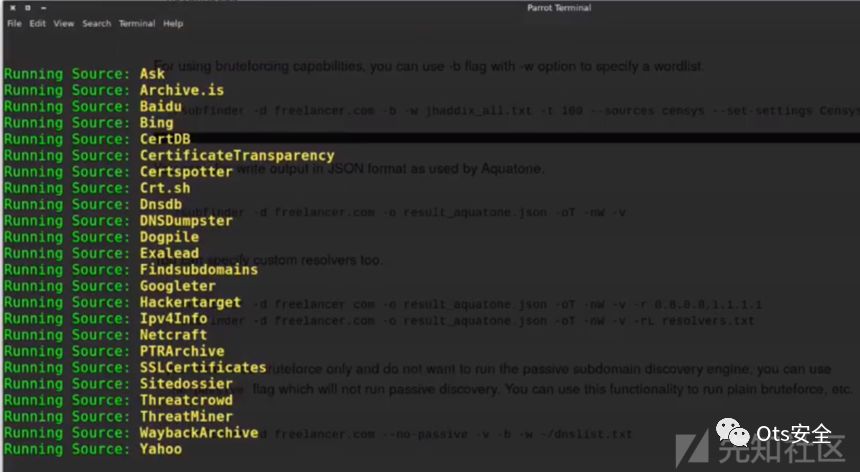 Parrot Terminal
File Edit View Search Terminal Help
For using bruteforcing capabilities, you can use -b flag with -w option to specify a wordlist.
Running Source: Ask
Running Source: Archive.is
Running Source: Baidu
subfinder -d freelancer.com -b -w jhaddix_all.txt -t 100 --sources censys --set-settings Censys
Running Source: Bing
Running Source: CertDB
Running Source: CertificateTransparency
write output in JSON format as used by Aquatone.
Running Source: Certspotter
Running Source: Crt.sh
Running Source: Dnsdb
subfinder -d freelancer.com -o result_aquatone.json -oT -nW -v
Running Source: DNSDumpster
Running Source: Dogpile
Running Source: Exalead
specify custom resolvers too.
Running Source: Findsubdomains
Running Source: Googleter
Running Source: Hackertarget
-d freelancer.com -o result_aquatone.json -oT -nW -v -r 8.8.8.8,1.1.1.1
Running Source: Ipv4Info
-d freelancer.com -o result_aquatone.json -oT -nW -v -rL resolvers.txt
Running Source: Netcraft
Running Source: PTRArchive
Running Source: SSLCertificates
bruteforce only and do not want to run the passive subdomain discovery engine, you can use
Running Source: Sitedossier
flag which will not run passive discovery. You can use this functionality to run plain bruteforce, etc.
Running Source: Threatcrowd
Running Source: ThreatMiner
Running Source: WaybackArchive
freelancer.com --no-passive -v -b -w ~/dnslist.txt
Running Source: Yahoo
Ots安全
先知社区